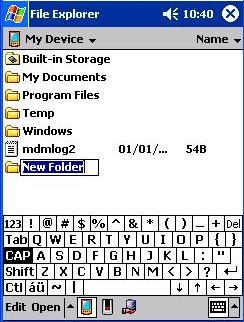 File Explorer 10:40
My Device Name
Built-in Storage
My Documents
Program Files
Temp
Windows
mdmlog2 01/01/... 54B
New Folder
123 ! @ # $ % ^ & * ( ) _ + Del
Tab Q W E R T Y U I O P { }
CAP A S D F G H J K L : "
Shift Z X C V B N M < > ?
Ctl áü ~ |
Edit Open